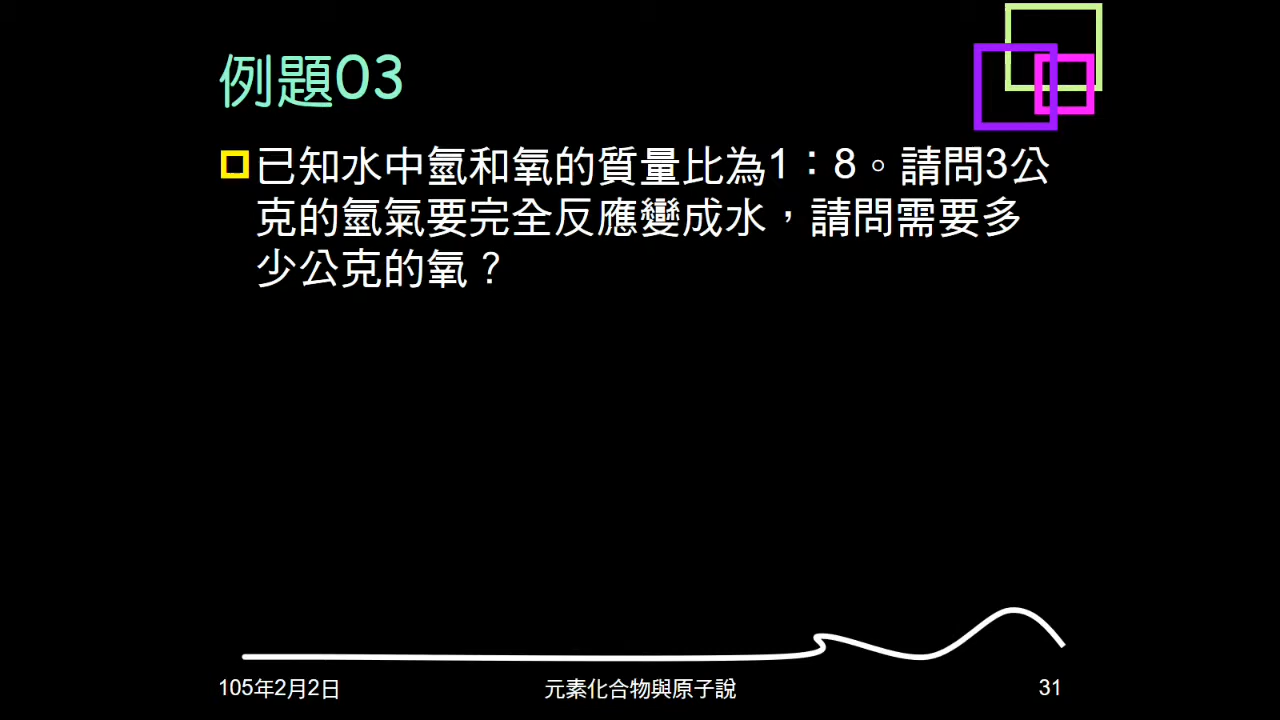 例題03
已知水中氫和氧的質量比為1：8。請問3公
克的氫氣要完全反應變成水，請問需要多
少公克的氧？
105年2月2日
元素化合物與原子說
31